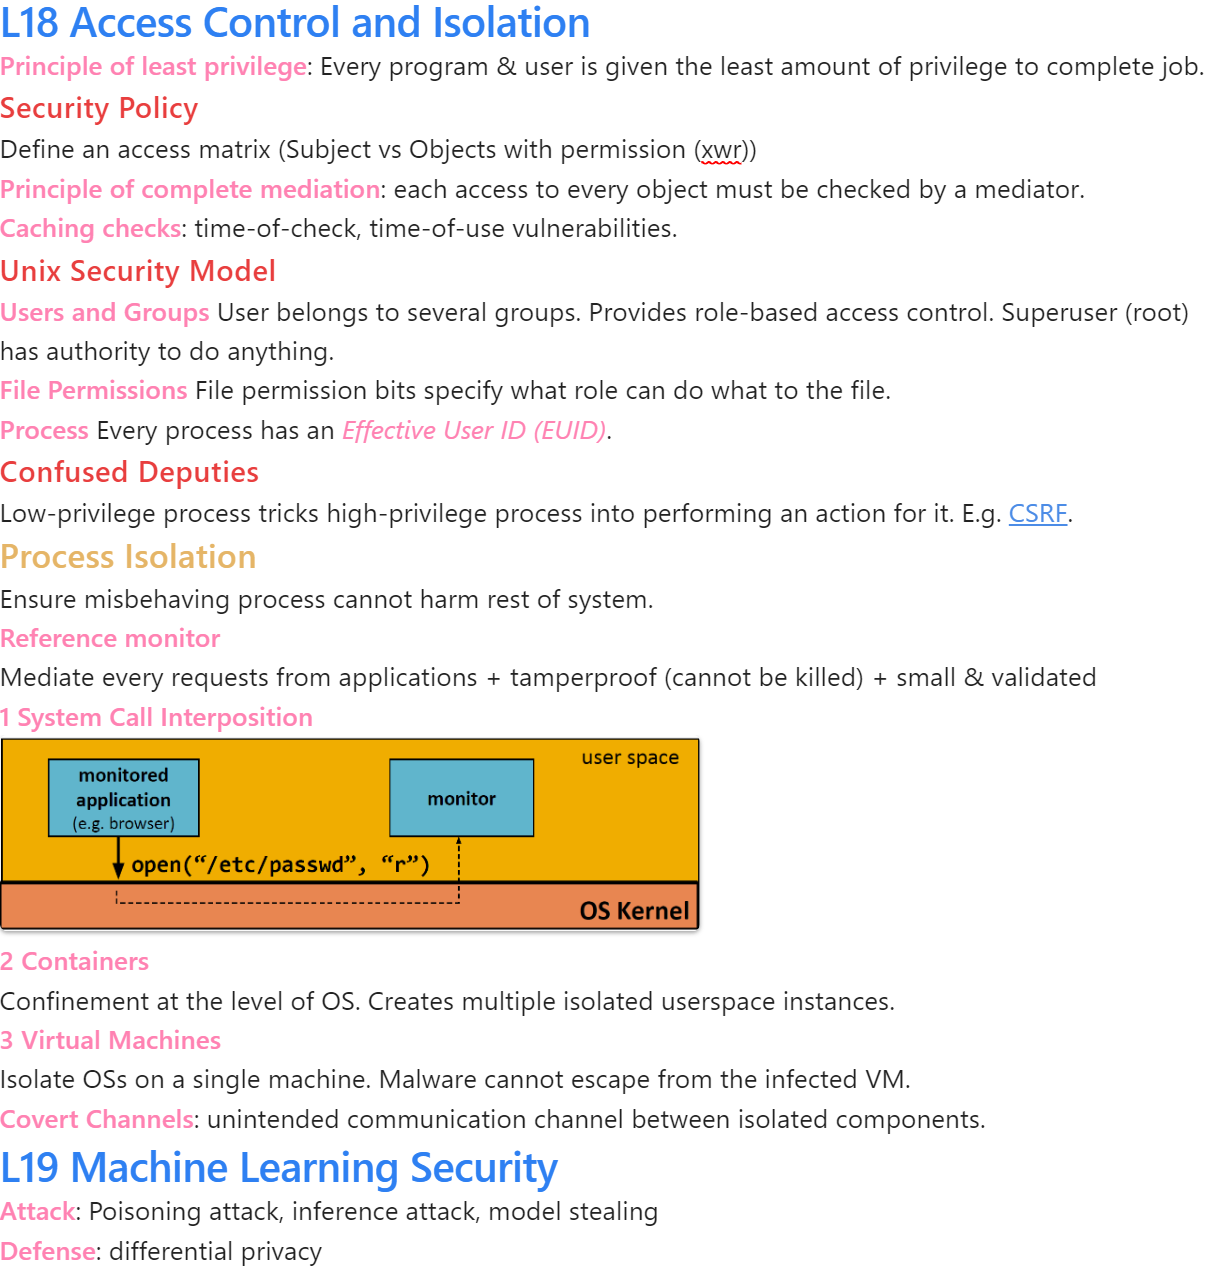 L18 Access Control and Isolation
Principle of least privilege: Every program & user is given the least amount of privilege to complete job.
Security Policy
Define an access matrix (Subject vs Objects with permission (xwr))
Principle of complete mediation: each access to every object must be checked by a mediator.
Caching checks: time-of-check, time-of-use vulnerabilities.
Unix Security Model
Users and Groups User belongs to several groups. Provides role-based access control. Superuser (root)
has authority to do anything.
File Permissions File permission bits specify what role can do what to the file.
Process Every process has an Effective User ID (EUID).
Confused Deputies
Low-privilege process tricks high-privilege process into performing an action for it. E.g. CSRF.
Process Isolation
Ensure misbehaving process cannot harm rest of system.
Reference monitor
Mediate every requests from applications + tamperproof (cannot be killed) + small & validated
1 System Call Interposition
user space
monitored
application
(e.g. browser)
monitor
open(“/etc/passwd”, “r”)
OS Kernel
2 Containers
Confinement at the level of OS. Creates multiple isolated userspace instances.
3 Virtual Machines
Isolate OSs on a single machine. Malware cannot escape from the infected VM.
Covert Channels: unintended communication channel between isolated components.
L19 Machine Learning Security
Attack: Poisoning attack, inference attack, model stealing
Defense: differential privacy